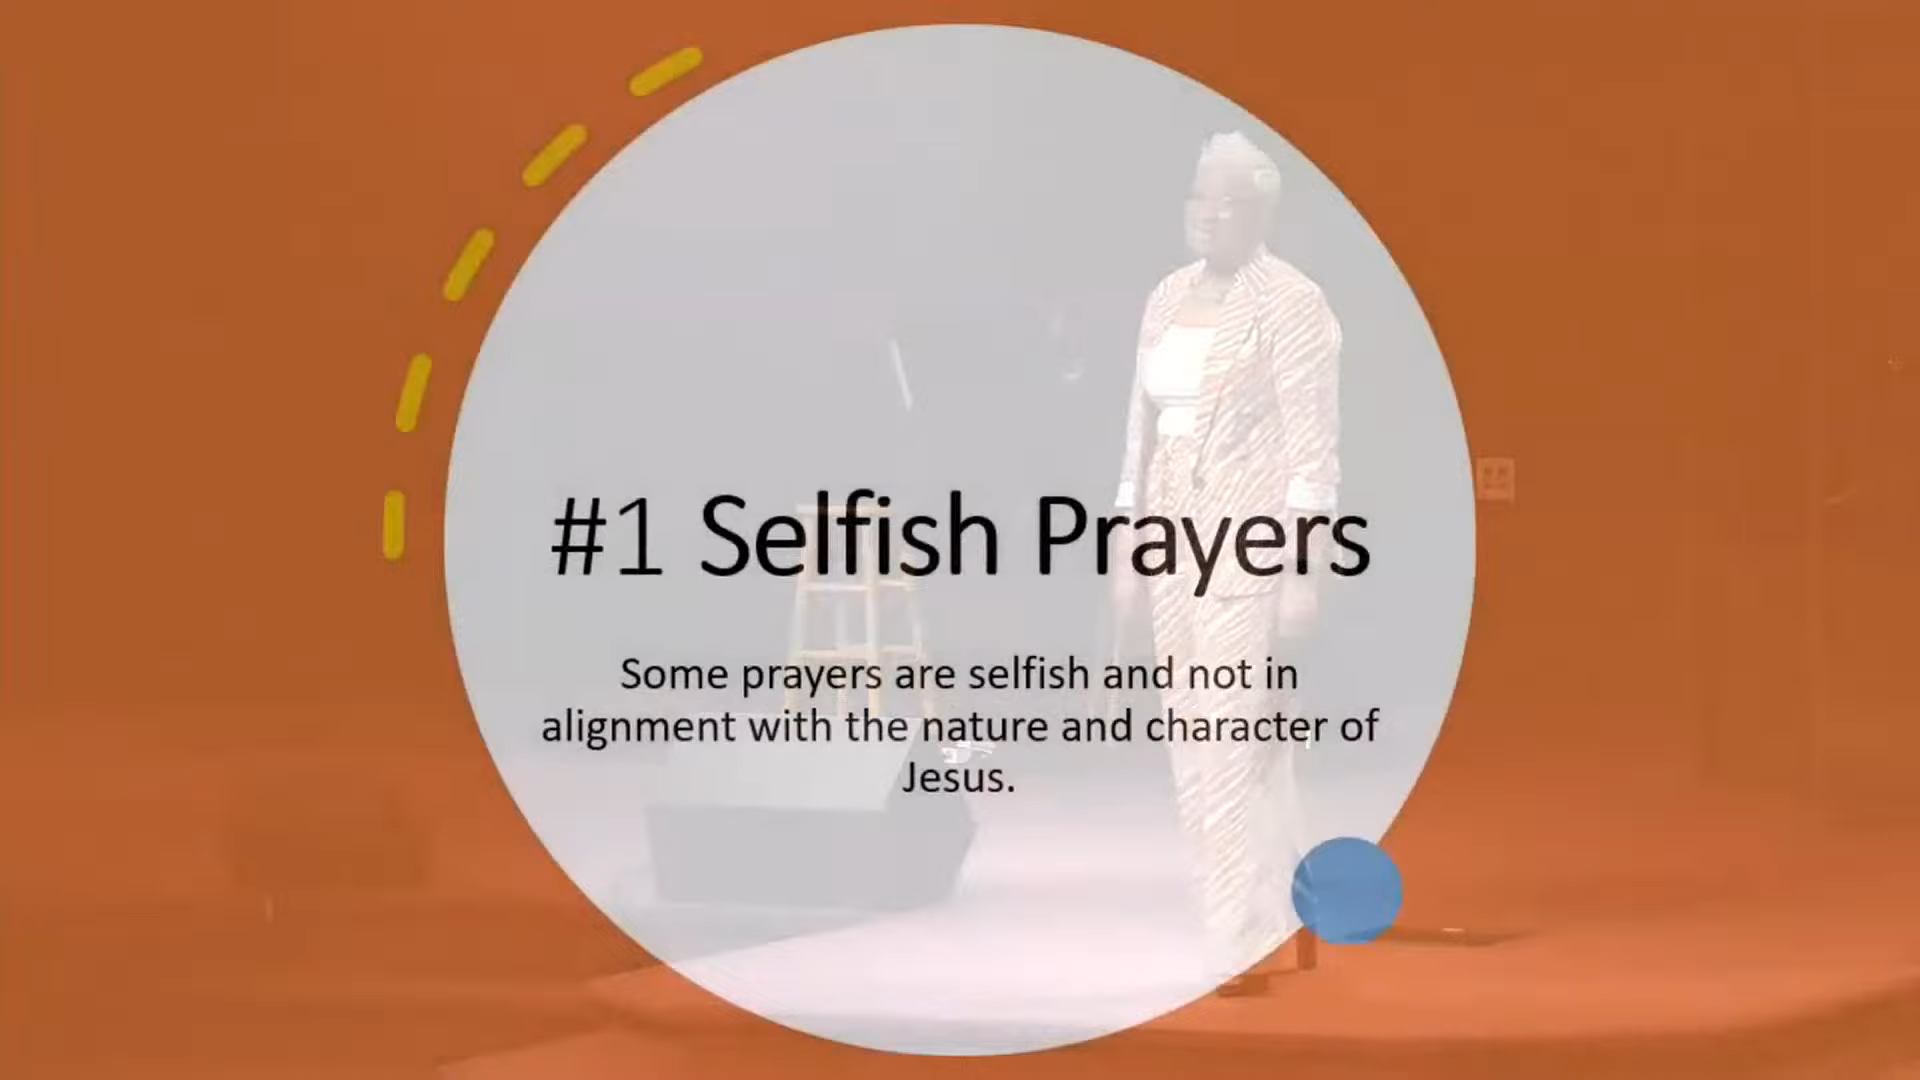 #1 Selfish Prayers
Some prayers are selfish and not in
alignment with the nature and character of
Jesus.